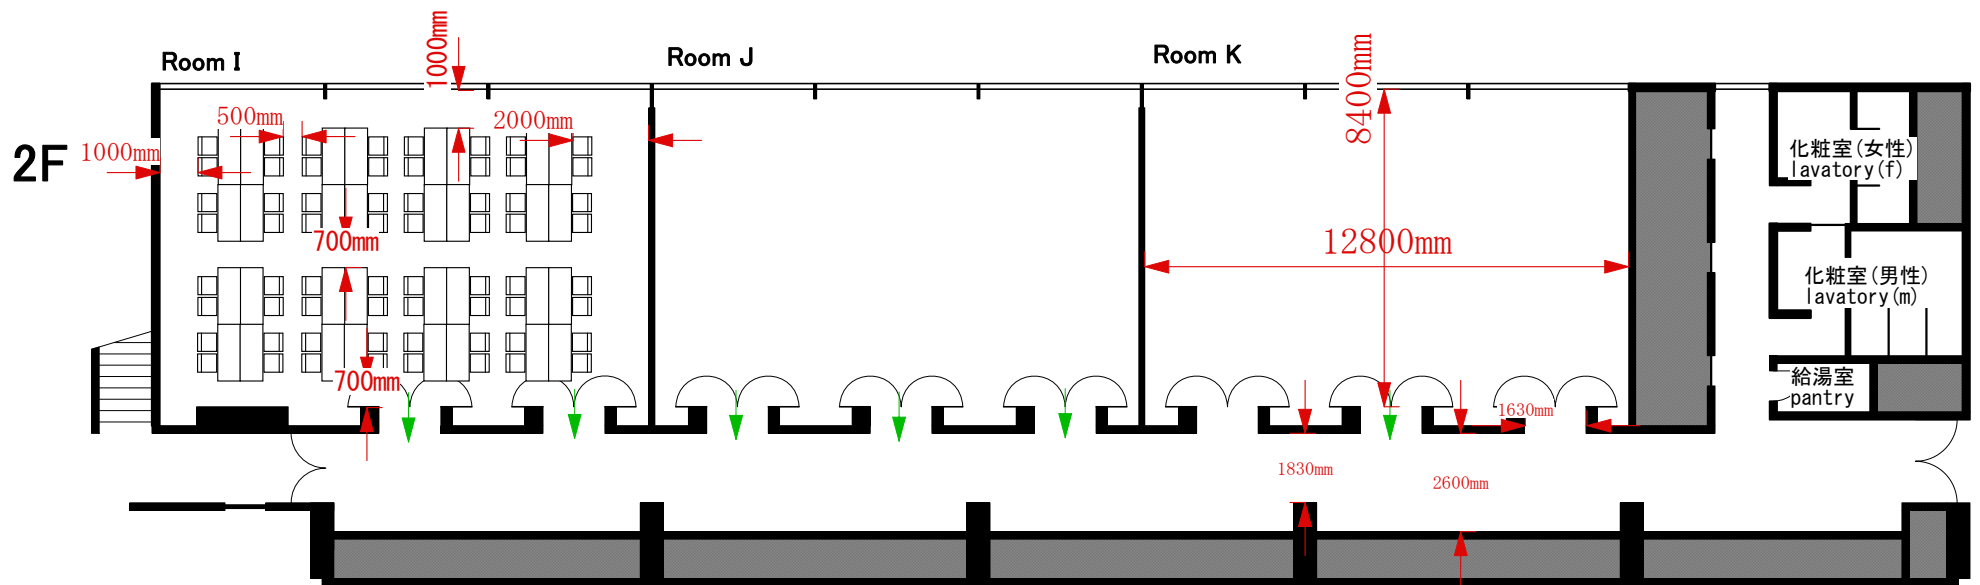 Room I
1000mm
Room J
Room K
8400mm
2F
1000mm
500mm
2000mm
700mm
700mm
12800mm
1630mm
1830mm
2600mm
化粧室(女性)
lavatory(f)
化粧室(男性)
lavatory(m)
給湯室
pantry